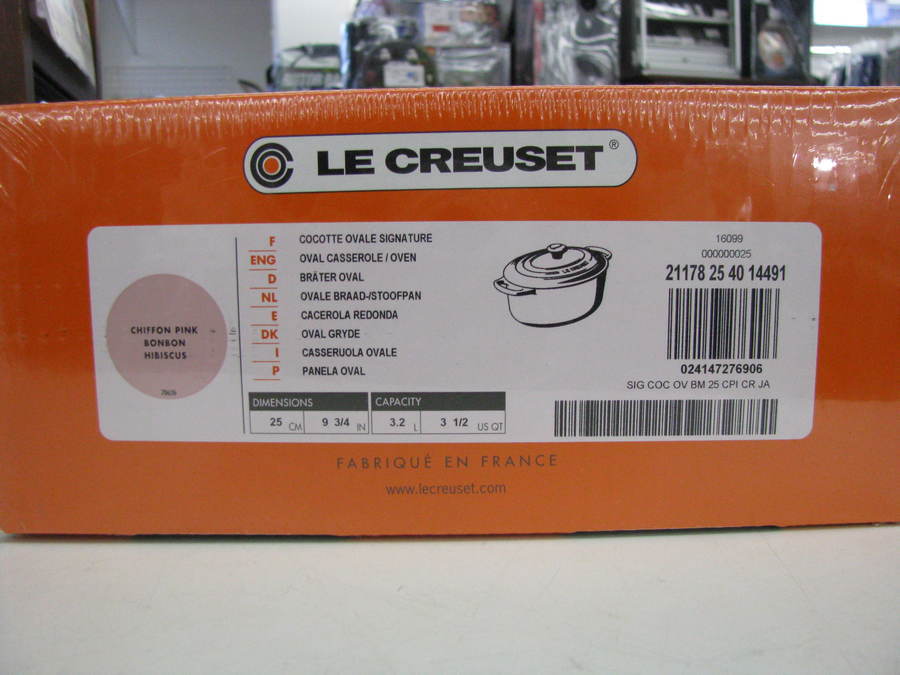 LE CREUSET®
CHIFFON PINK
BONBON
HIBISCUS
F COCOTTE OVALE SIGNATURE
ENG OVAL CASSEROLE / OVEN
D BRÄTER OVAL
NL OVALE BRAAD-/STOOFPAN
E CACEROLA REDONDA
DK OVAL GRYDE
I CASSERUOLA OVALE
P PANELA OVAL
DIMENSIONS CAPACITY
25 CM 9 3/4 IN 3.2 L 3 1/2 US QT
LE CREUSET
16099
000000025
21178 25 40 14491
024147276906
SIG COC OV BM 25 CPI CR JA
FABRIQUÉ EN FRANCE
www.lecreuset.com